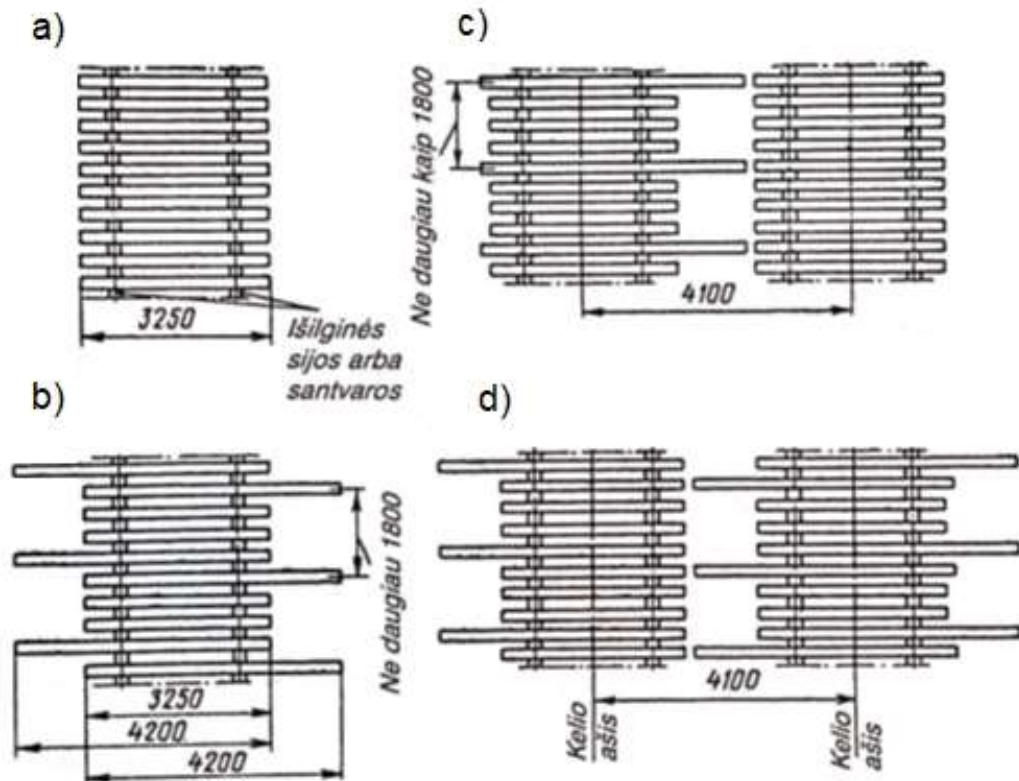 a)
3250
Išilginės
sijos arba
santvaros
b)
Ne daugiau 1800
3250
4200
4200
c)
Ne daugiau kaip 1800
4100
d)
4100
Kelio
ašis
Kelio
ašis